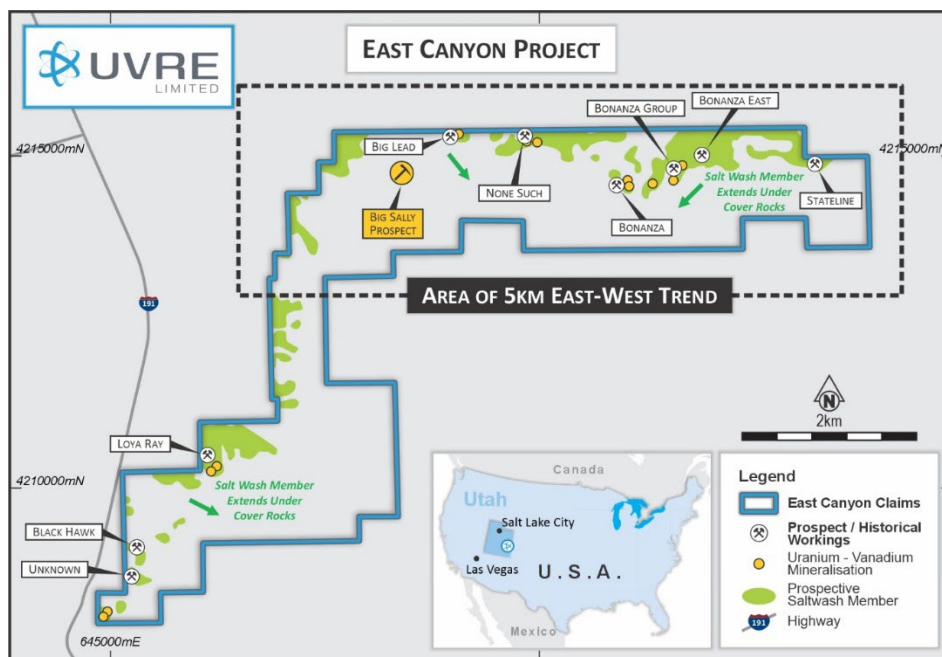 UVRE
LIMITED
EAST CANYON PROJECT
BONANZA GROUP
BONANZA EAST
4215000mN
4215000mN
BIG LEAD
NONE SUCH
Salt Wash Member
Extends Under
Cover Rocks
STATELINE
BIG SALLY
PROSPECT
BONANZA
AREA OF 5KM EAST-WEST TREND
191
N
2km
LOYA RAY
4210000mN
Salt Wash Member
Extends Under
Cover Rocks
BLACK HAWK
UNKNOWN
645000mE
Canada
Utah
Salt Lake City
Las Vegas
U.S.A.
Mexico
Legend
East Canyon Claims
Prospect / Historical
Workings
Uranium - Vanadium
Mineralisation
Prospective
Saltwash Member
191
Highway